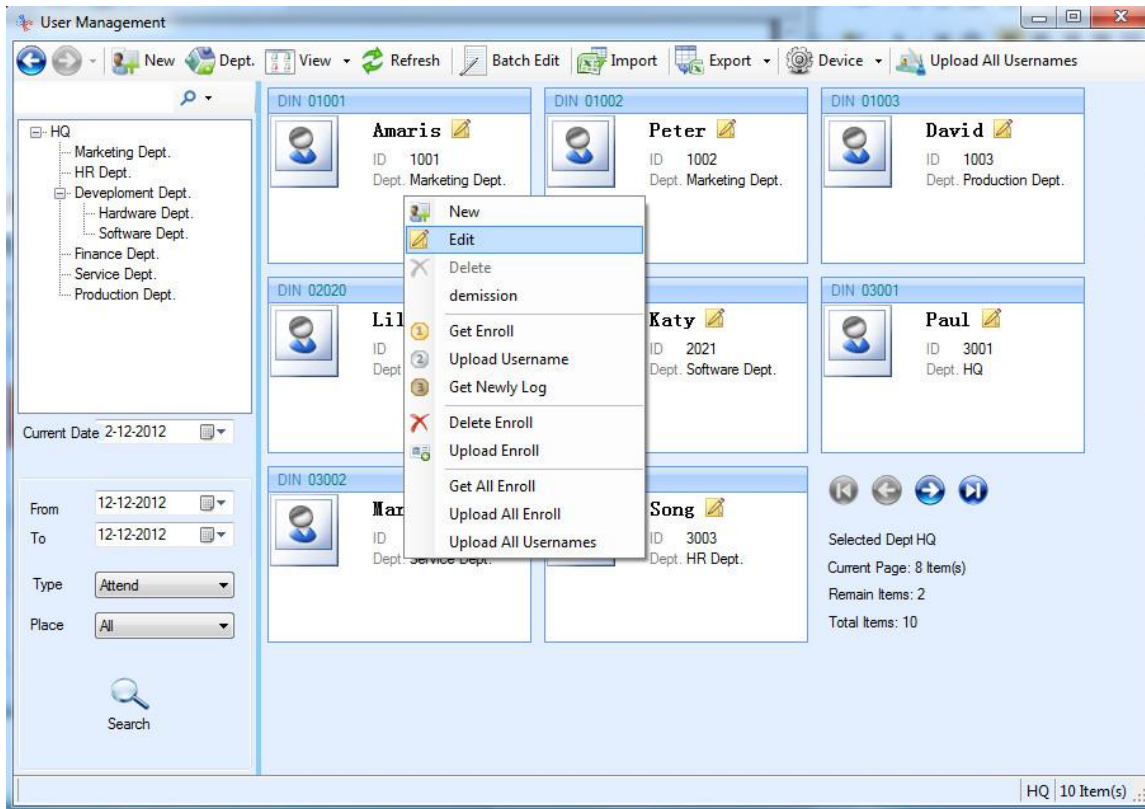 User Management
New Dept. View Refresh Batch Edit Import Export Device Upload All Usernames
HQ
Marketing Dept.
HR Dept.
Deveploment Dept.
Hardware Dept.
Software Dept.
Finance Dept.
Service Dept.
Production Dept.
Current Date 2-12-2012
From 12-12-2012
To 12-12-2012
Type Attend
Place All
Search
DIN 01001
Amaris
ID 1001
Dept. Marketing Dept.
DIN 01002
Peter
ID 1002
Dept. Marketing Dept.
DIN 01003
David
ID 1003
Dept. Production Dept.
DIN 02020
Lil
ID
Dept
Katy
ID 2021
Dept. Software Dept.
DIN 03001
Paul
ID 3001
Dept. HQ
DIN 03002
Mar
ID
Dept. Service Dept.
Song
ID 3003
Dept. HR Dept.
New
Edit
Delete
demission
1 Get Enroll
2 Upload Username
3 Get Newly Log
Delete Enroll
Upload Enroll
Get All Enroll
Upload All Enroll
Upload All Usernames
Selected Dept HQ
Current Page: 8 Item(s)
Remain Items: 2
Total Items: 10
HQ 10 Item(s)